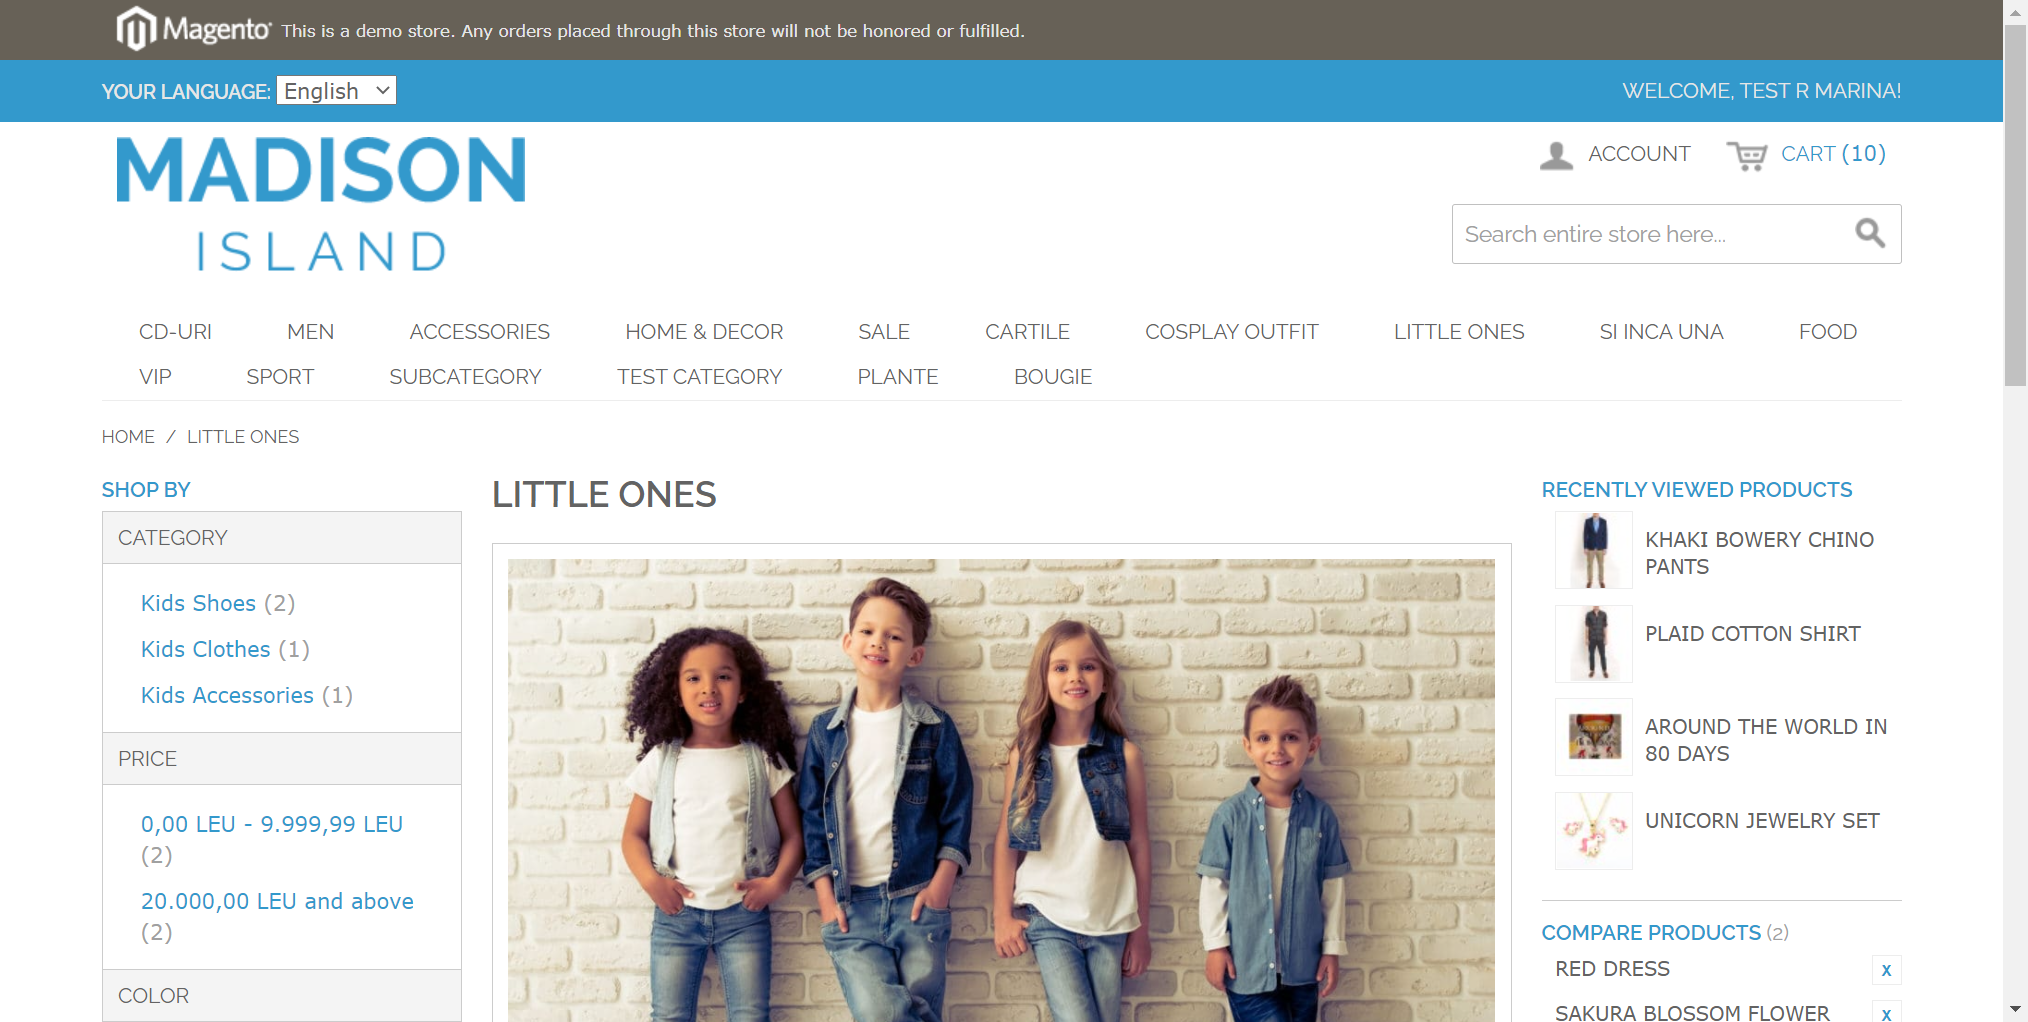 Magento® This is a demo store. Any orders placed through this store will not be honored or fulfilled.
YOUR LANGUAGE: English
WELCOME, TEST R MARINA!
MADISON
ISLAND
ACCOUNT
CART (10)
Search entire store here...
CD-URI MEN ACCESSORIES HOME & DECOR SALE CARTILE COSPLAY OUTFIT LITTLE ONES SI INCA UNA FOOD
VIP SPORT SUBCATEGORY TEST CATEGORY PLANTE BOUGIE
HOME / LITTLE ONES
SHOP BY
CATEGORY
Kids Shoes (2)
Kids Clothes (1)
Kids Accessories (1)
PRICE
0,00 LEU - 9.999,99 LEU
(2)
20.000,00 LEU and above
(2)
COLOR
LITTLE ONES
RECENTLY VIEWED PRODUCTS
KHAKI BOWERY CHINO
PANTS
PLAID COTTON SHIRT
AROUND THE WORLD IN
80 DAYS
UNICORN JEWELRY SET
COMPARE PRODUCTS (2)
RED DRESS X
SAKURA BLOSSOM FLOWER X